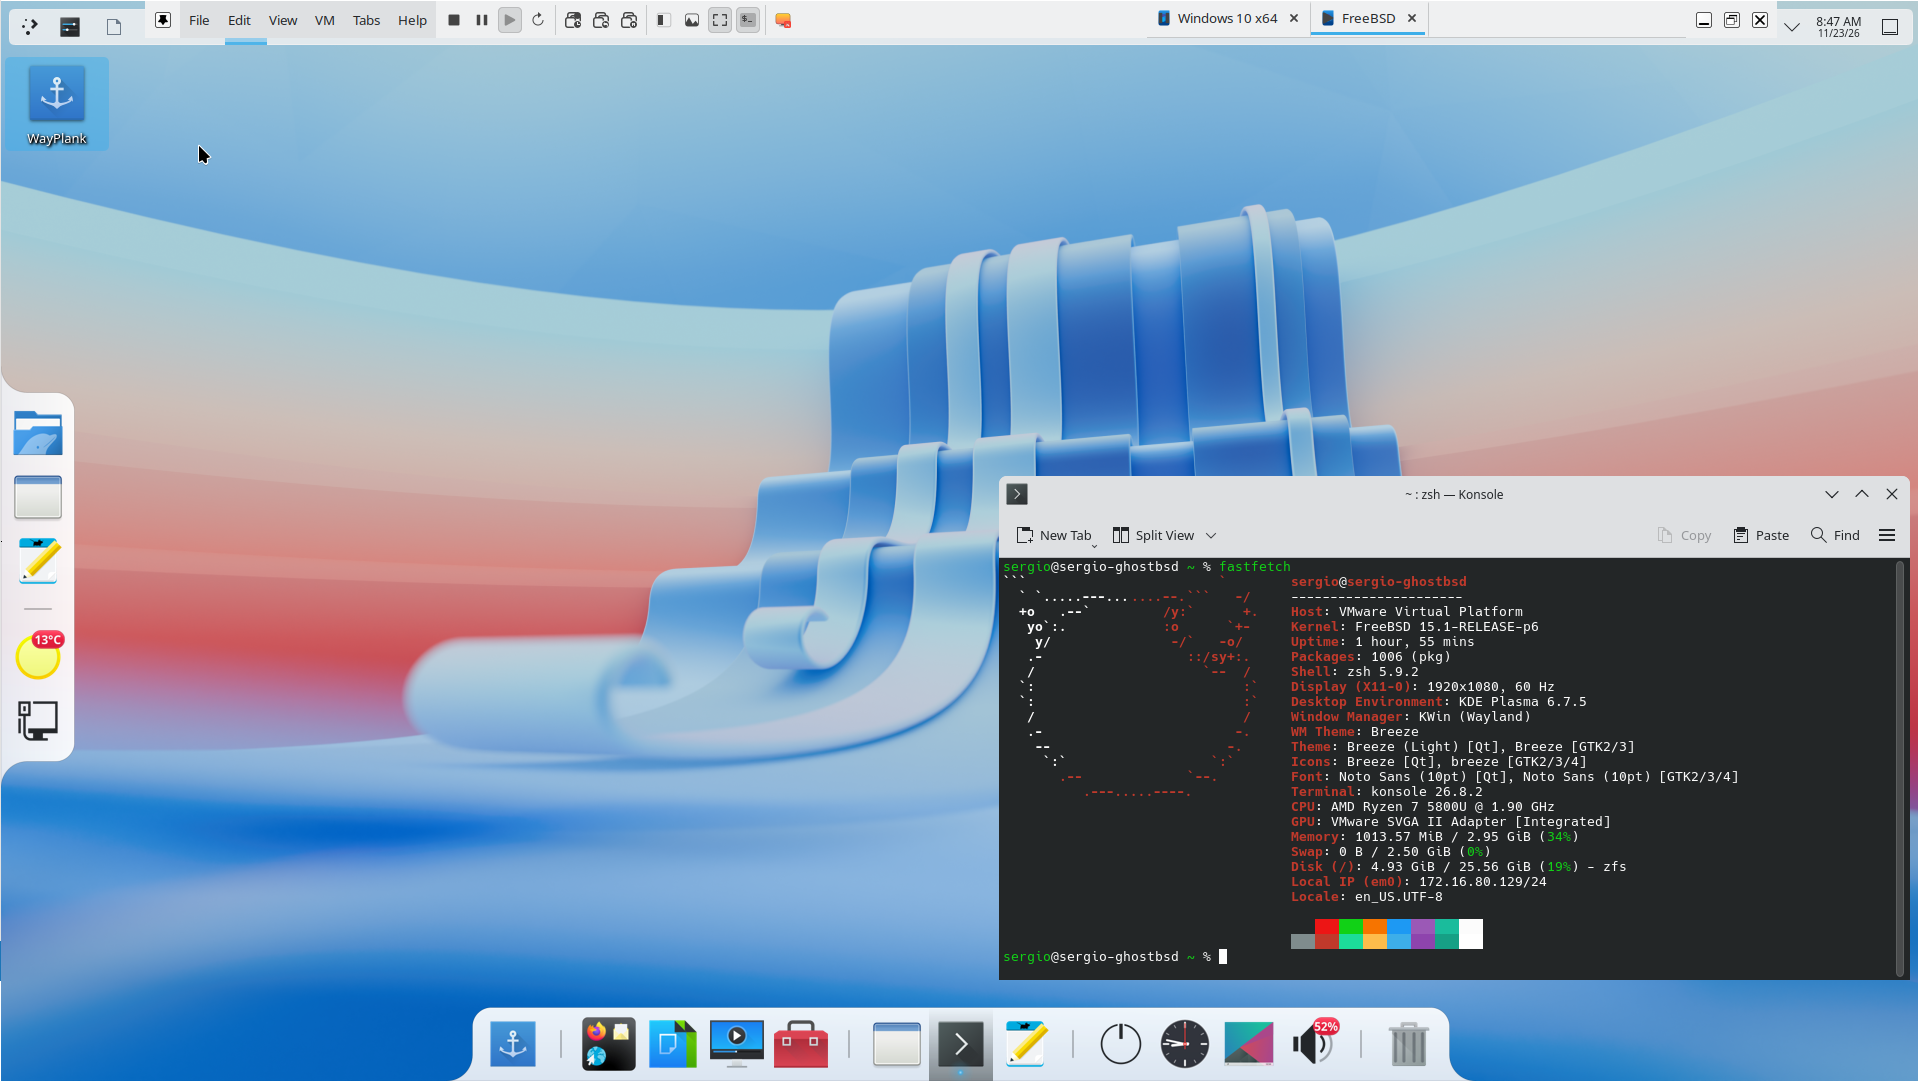 File Edit View VM Tabs Help
Windows 10 x64
FreeBSD
8:47 AM
11/23/26
WayPlank
13°C
~ : zsh — Konsole
New Tab
Split View
Copy
Paste
Find
sergio@sergio-ghostbsd ~ % fastfetch
sergio@sergio-ghostbsd
----------------------
Host: VMware Virtual Platform
Kernel: FreeBSD 15.1-RELEASE-p6
Uptime: 1 hour, 55 mins
Packages: 1006 (pkg)
Shell: zsh 5.9.2
Display (X11-0): 1920x1080, 60 Hz
Desktop Environment: KDE Plasma 6.7.5
Window Manager: KWin (Wayland)
WM Theme: Breeze
Theme: Breeze (Light) [Qt], Breeze [GTK2/3]
Icons: Breeze [Qt], breeze [GTK2/3/4]
Font: Noto Sans (10pt) [Qt], Noto Sans (10pt) [GTK2/3/4]
Terminal: konsole 26.8.2
CPU: AMD Ryzen 7 5800U @ 1.90 GHz
GPU: VMware SVGA II Adapter [Integrated]
Memory: 1013.57 MiB / 2.95 GiB (34%)
Swap: 0 B / 2.50 GiB (0%)
Disk (/): 4.93 GiB / 25.56 GiB (19%) - zfs
Local IP (em0): 172.16.80.129/24
Locale: en_US.UTF-8
sergio@sergio-ghostbsd ~ %
52%